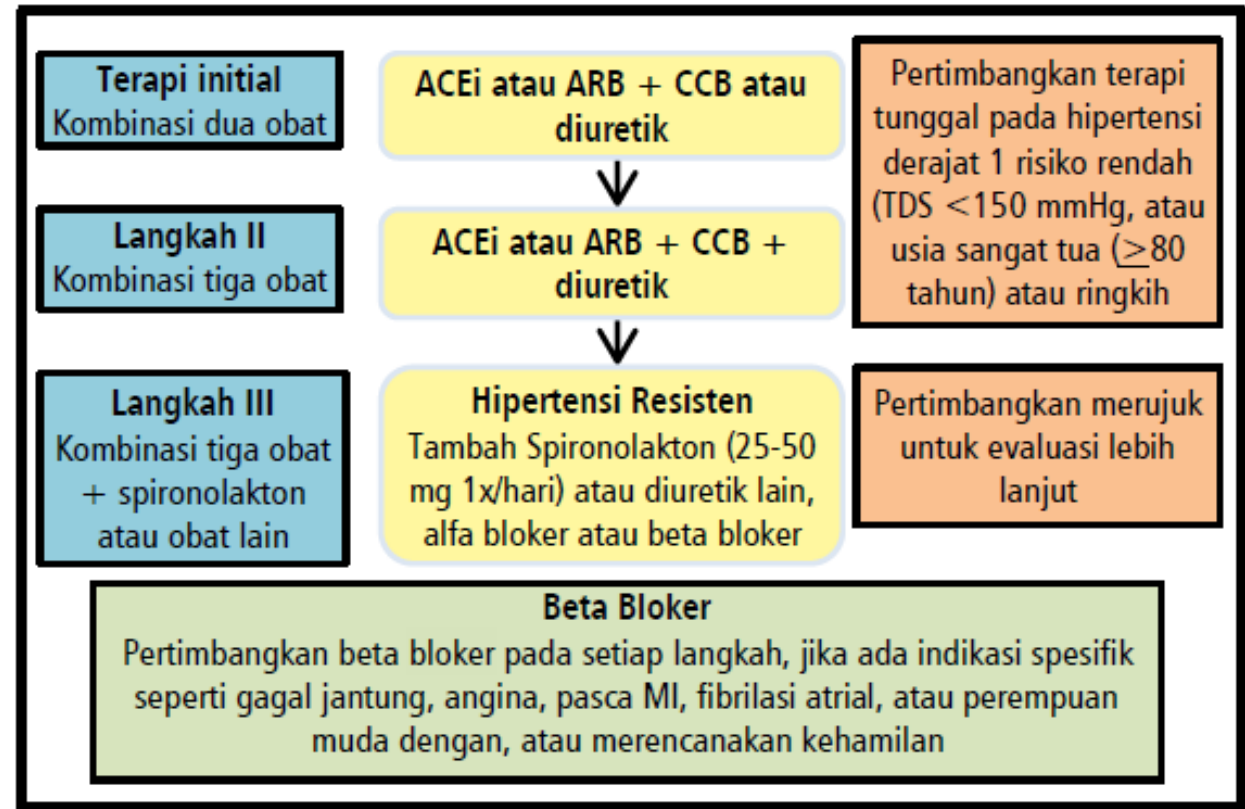 Terapi initial
Kombinasi dua obat
ACEi atau ARB + CCB atau
diuretik
Pertimbangkan terapi
tunggal pada hipertensi
derajat 1 risiko rendah
(TDS <150 mmHg, atau
usia sangat tua (≥80
tahun) atau ringkih
Langkah II
Kombinasi tiga obat
ACEi atau ARB + CCB +
diuretik
Langkah III
Kombinasi tiga obat
+ spironolakton
atau obat lain
Hipertensi Resisten
Tambah Spironolakton (25-50
mg 1x/hari) atau diuretik lain,
alfa bloker atau beta bloker
Pertimbangkan merujuk
untuk evaluasi lebih
lanjut
Beta Bloker
Pertimbangkan beta bloker pada setiap langkah, jika ada indikasi spesifik
seperti gagal jantung, angina, pasca MI, fibrilasi atrial, atau perempuan
muda dengan, atau merencanakan kehamilan